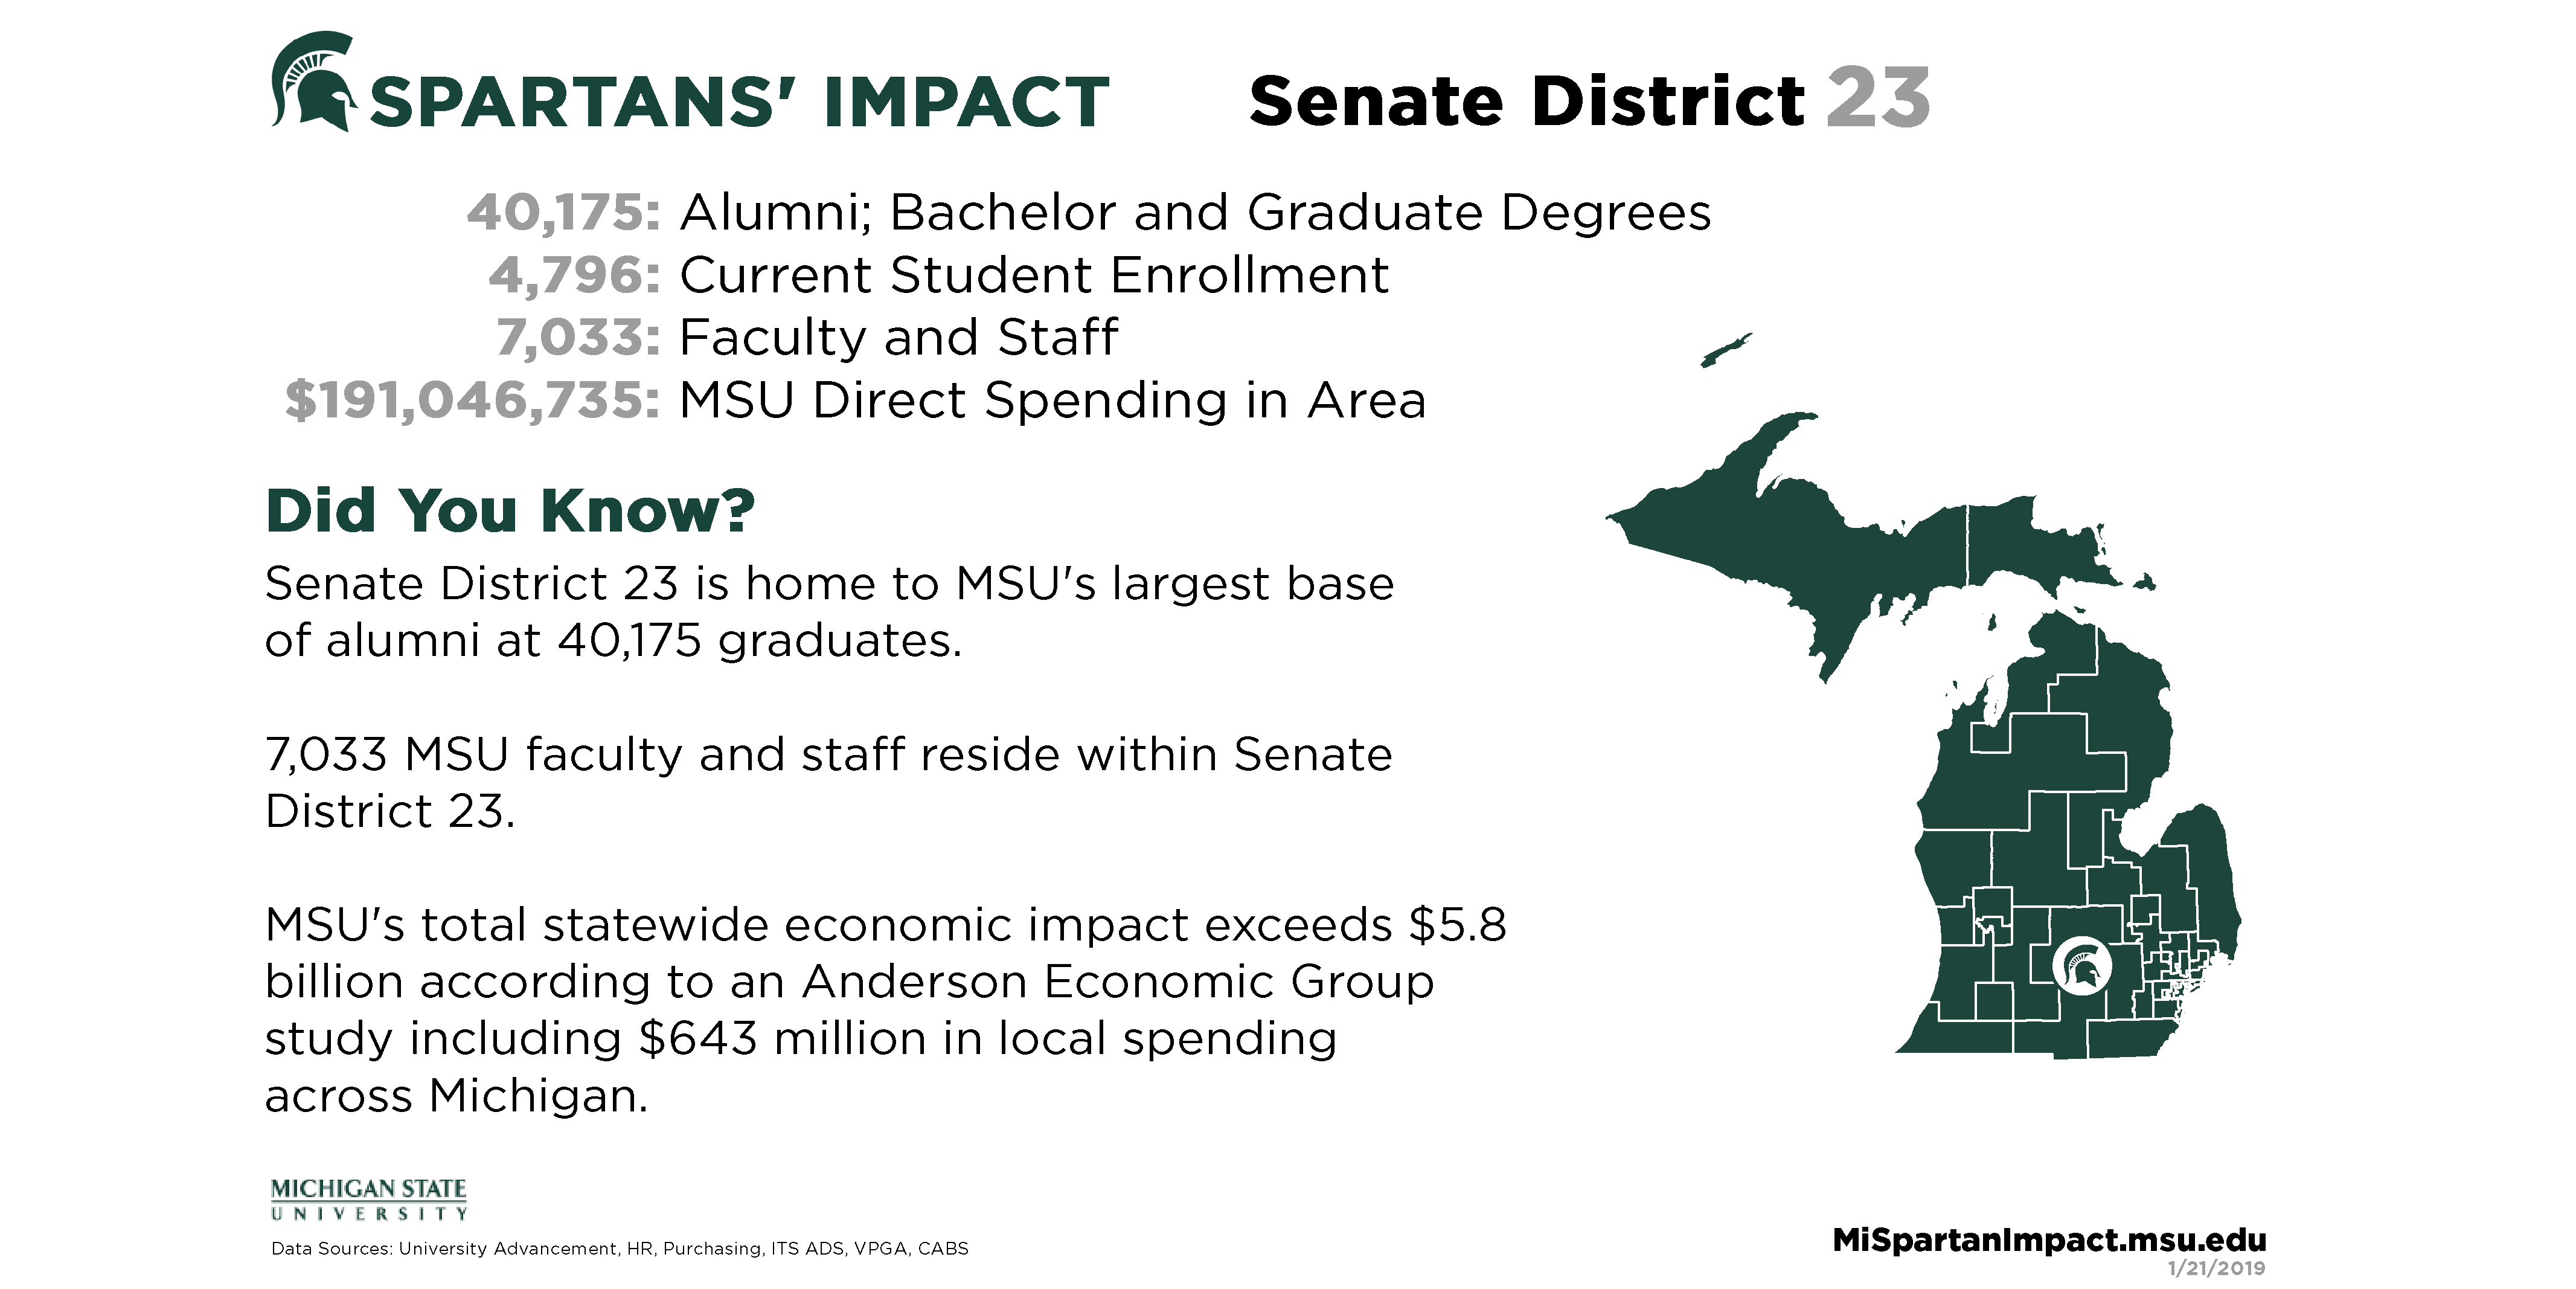 SPARTANS' IMPACT
Senate District 23
40,175: Alumni; Bachelor and Graduate Degrees
4,796: Current Student Enrollment
7,033: Faculty and Staff
$191,046,735: MSU Direct Spending in Area
Did You Know?
Senate District 23 is home to MSU's largest base
of alumni at 40,175 graduates.
7,033 MSU faculty and staff reside within Senate
District 23.
MSU's total statewide economic impact exceeds $5.8
billion according to an Anderson Economic Group
study including $643 million in local spending
across Michigan.
MICHIGAN STATE
UNIVERSITY
Data Sources: University Advancement, HR, Purchasing, ITS ADS, VPGA, CABS
MiSpartanImpact.msu.edu
1/21/2019